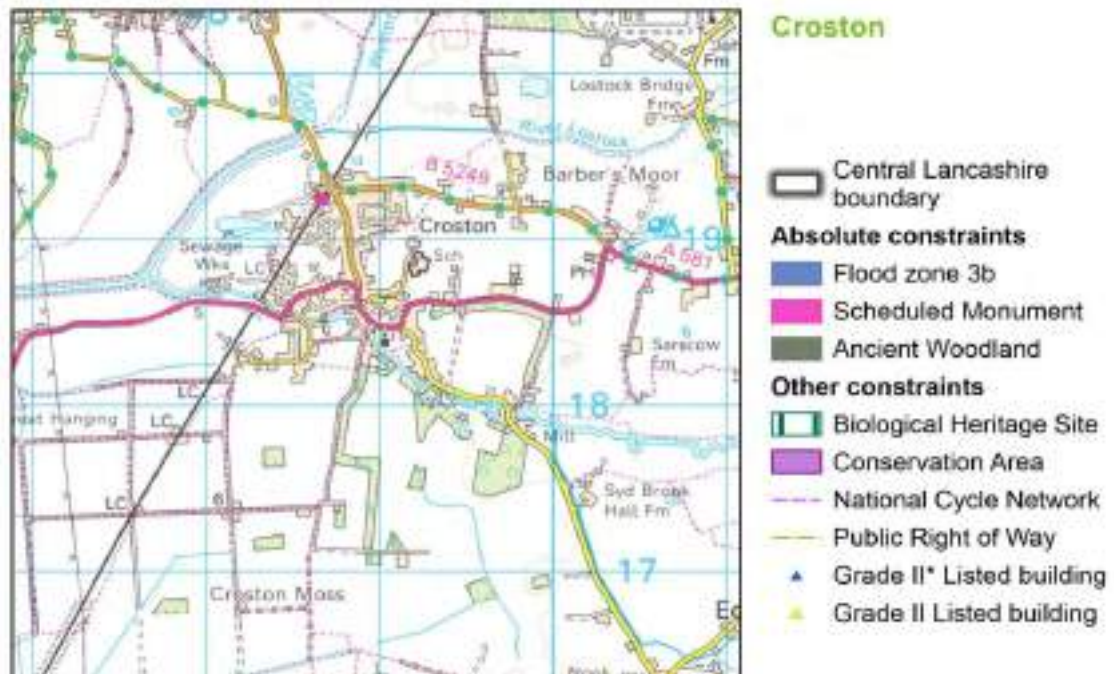 Croston
Lostock Bridge
Fm
B 5249
Barber's Moor
Croston
19
A 581
Sewage
Wks
LC
Sch
PH
Sarscow
Fm
LC
LC
18
Mill
LC
6
Syd Brook
Hall Fm
17
Croston Moss
Central Lancashire
boundary
Absolute constraints
Flood zone 3b
Scheduled Monument
Ancient Woodland
Other constraints
Biological Heritage Site
Conservation Area
National Cycle Network
Public Right of Way
Grade II* Listed building
Grade II Listed building